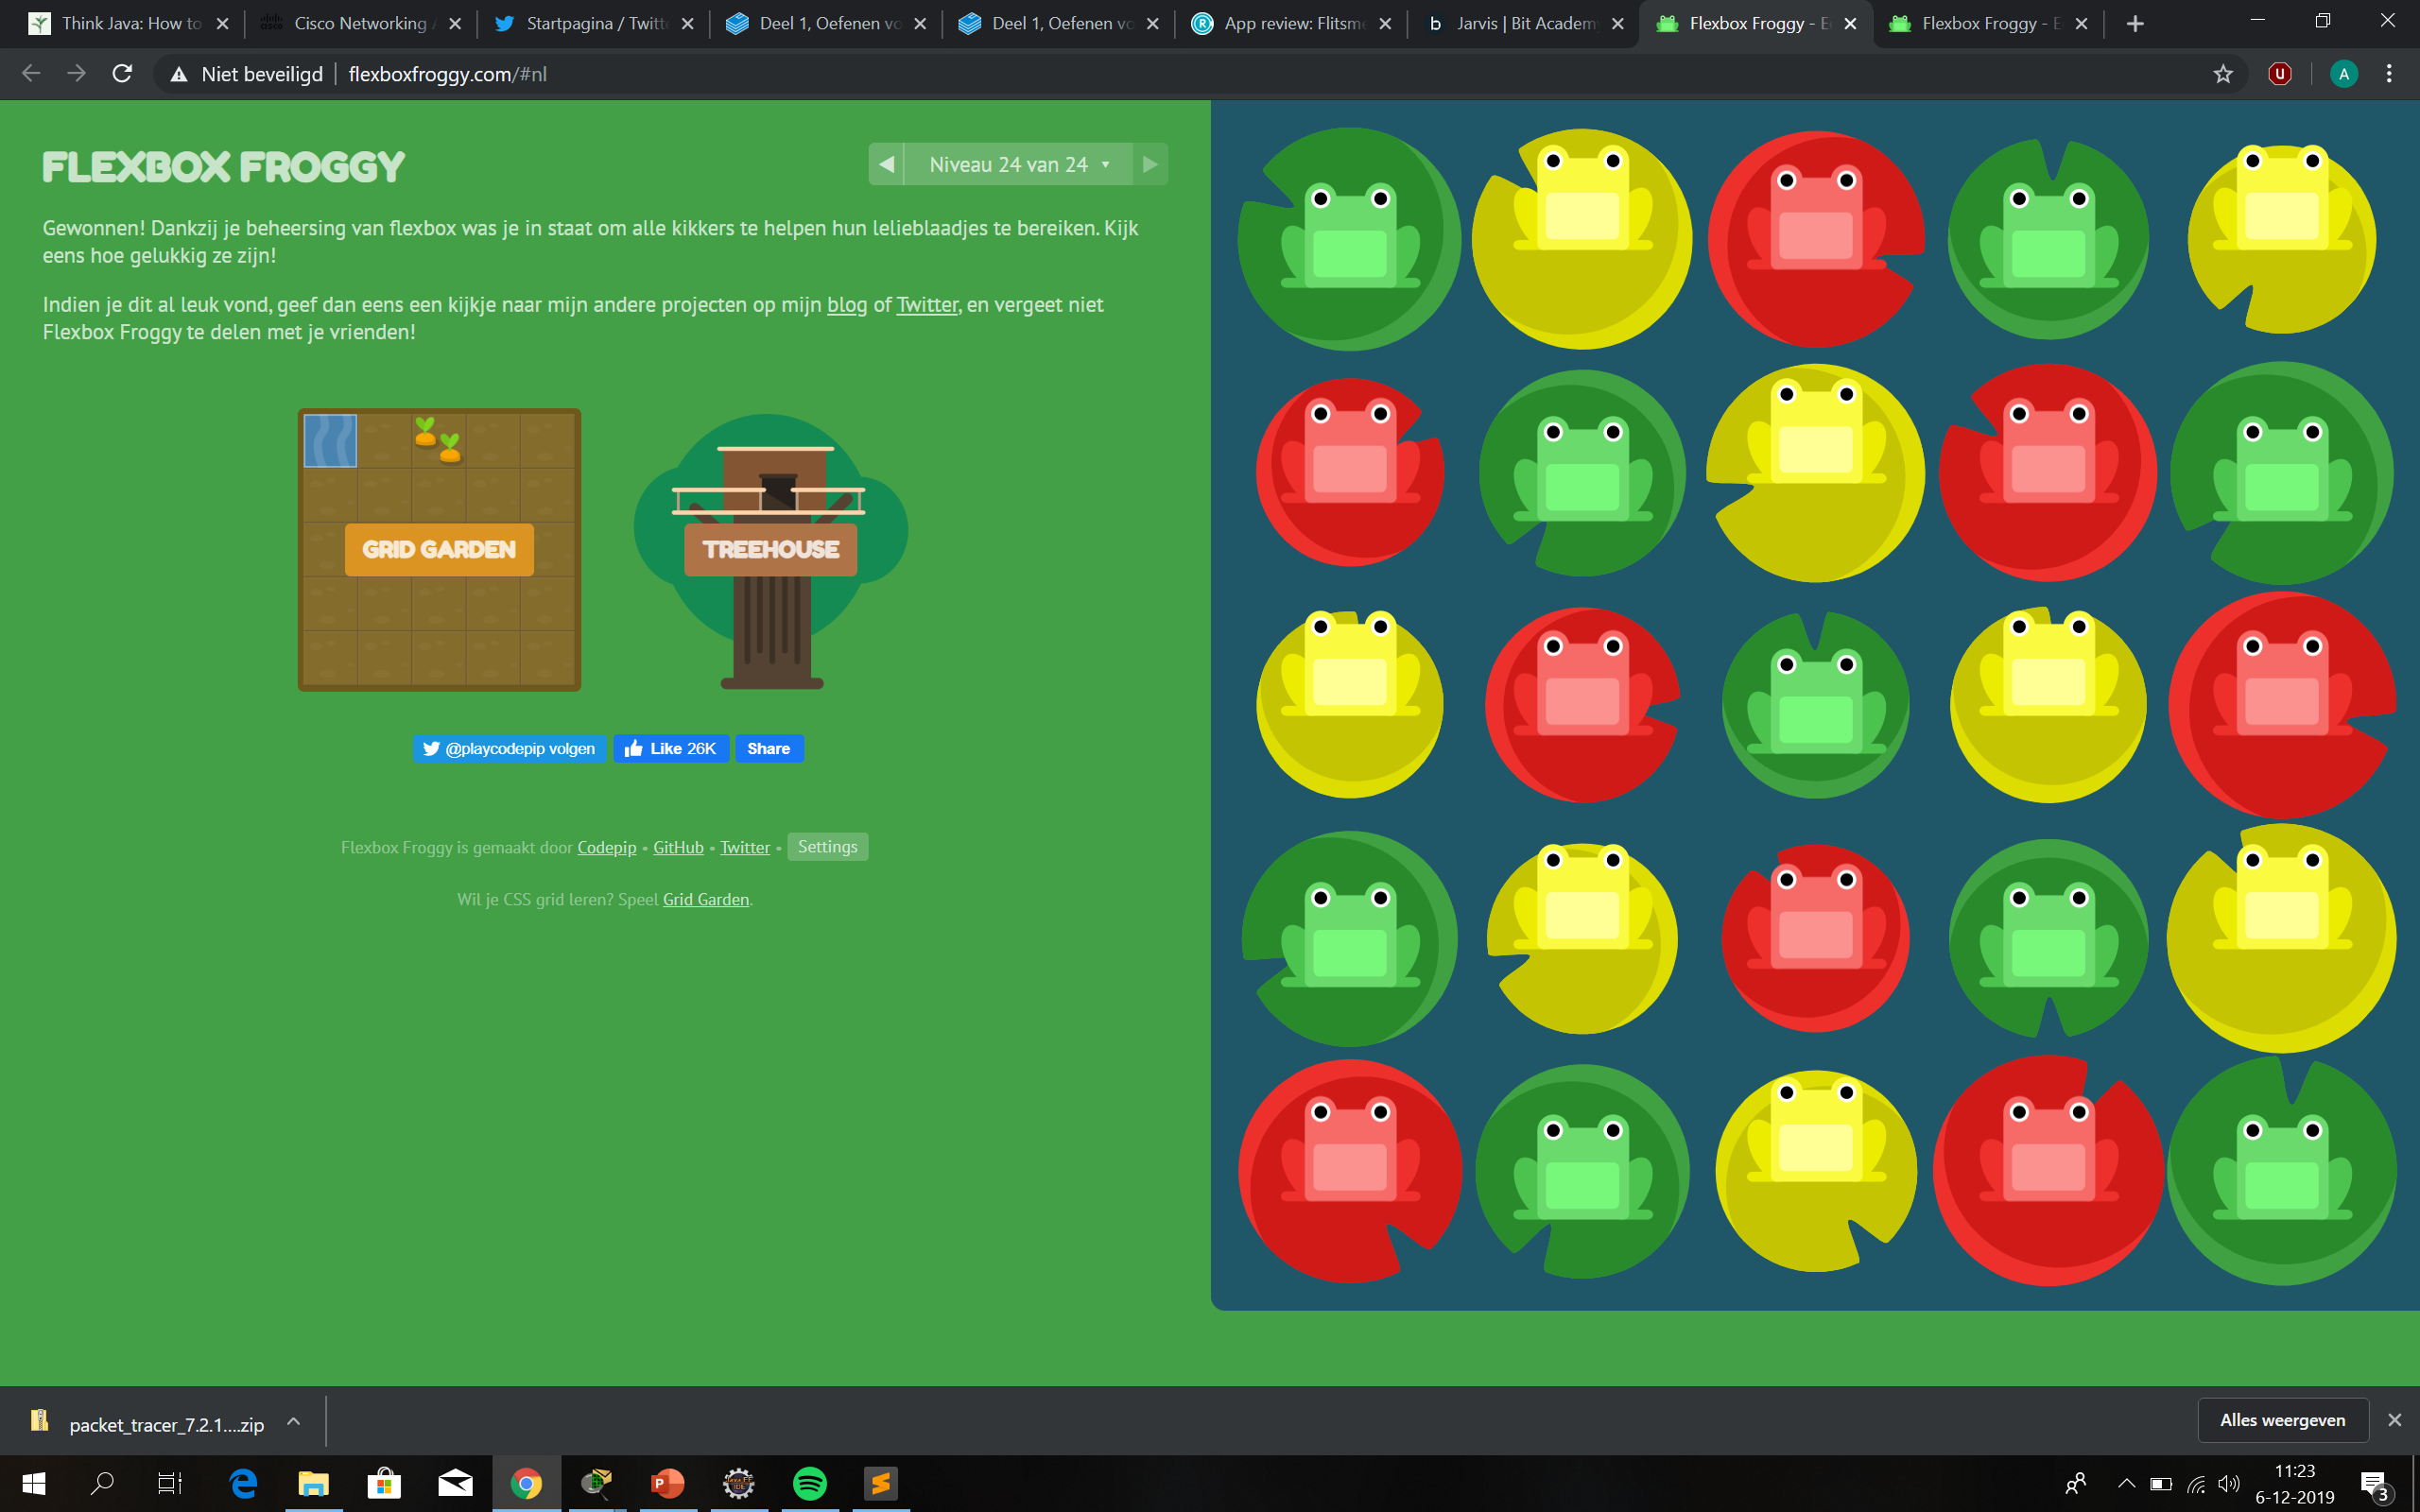 Think Java: How to
Cisco Networking A
Startpagina / Twitte
Deel 1, Oefenen vo
Deel 1, Oefenen vo
App review: Flitsme
b Jarvis | Bit Academy
Flexbox Froggy - E
Flexbox Froggy - E
Niet beveiligd
flexboxfroggy.com/#nl
A
FLEXBOX FROGGY
Niveau 24 van 24
Gewonnen! Dankzij je beheersing van flexbox was je in staat om alle kikkers te helpen hun lelieblaadjes te bereiken. Kijk
eens hoe gelukkig ze zijn!
Indien je dit al leuk vond, geef dan eens een kijkje naar mijn andere projecten op mijn blog of Twitter, en vergeet niet
Flexbox Froggy te delen met je vrienden!
GRID GARDEN
TREEHOUSE
@playcodepip volgen
Like 26K
Share
Flexbox Froggy is gemaakt door Codepip • GitHub • Twitter • Settings
Wil je CSS grid leren? Speel Grid Garden.
packet_tracer_7.2.1....zip
Alles weergeven
11:23
6-12-2019
3